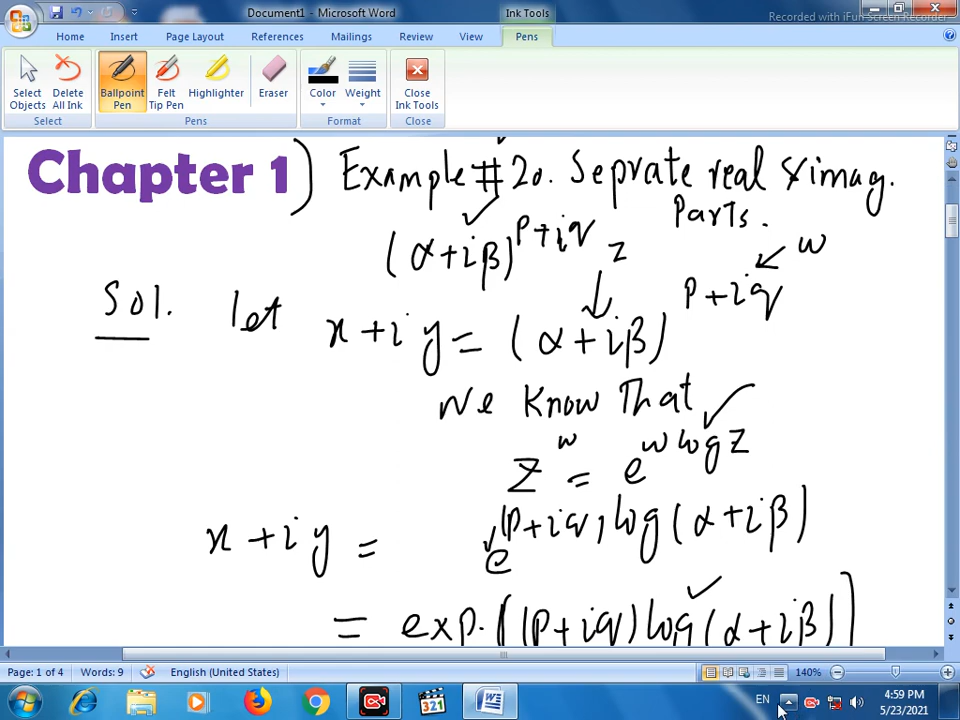 Document1 - Microsoft Word
Ink Tools
Recorded with iFun Screen Recorder
Home Insert Page Layout References Mailings Review View Pens
Select Objects
Delete All Ink
Ballpoint Pen
Felt Tip Pen
Highlighter
Eraser
Color
Weight
Close Ink Tools
Select Pens Format Close
Chapter 1) Example # 20. Seprate real & imag.
Parts.
(α+iβ)^{p+iq}
z w
Sol. let x+iy = (α+iβ)^{p+iq}
We Know That
z^w = e^{w log z}
x+iy = e^{(p+iq) log(α+iβ)}
= exp. [(p+iq) log(α+iβ)]
Page: 1 of 4 Words: 9 English (United States) 140%
EN 4:59 PM
321
5/23/2021